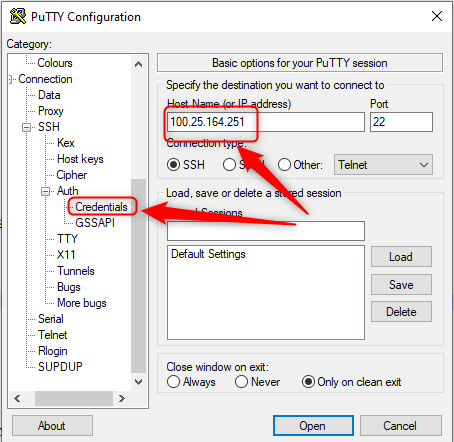 PuTTY Configuration
Category:
Colours
Connection
Data
Proxy
SSH
Kex
Host keys
Cipher
Auth
Credentials
GSSAPI
TTY
X11
Tunnels
Bugs
More bugs
Serial
Telnet
Rlogin
SUPDUP
Basic options for your PuTTY session
Specify the destination you want to connect to
Host Name (or IP address) Port
100.25.164.251 22
Connection type:
SSH Other: Telnet
Load, save or delete a stored session
Sessions
Default Settings
Load
Save
Delete
Close window on exit:
Always Never Only on clean exit
About Open Cancel